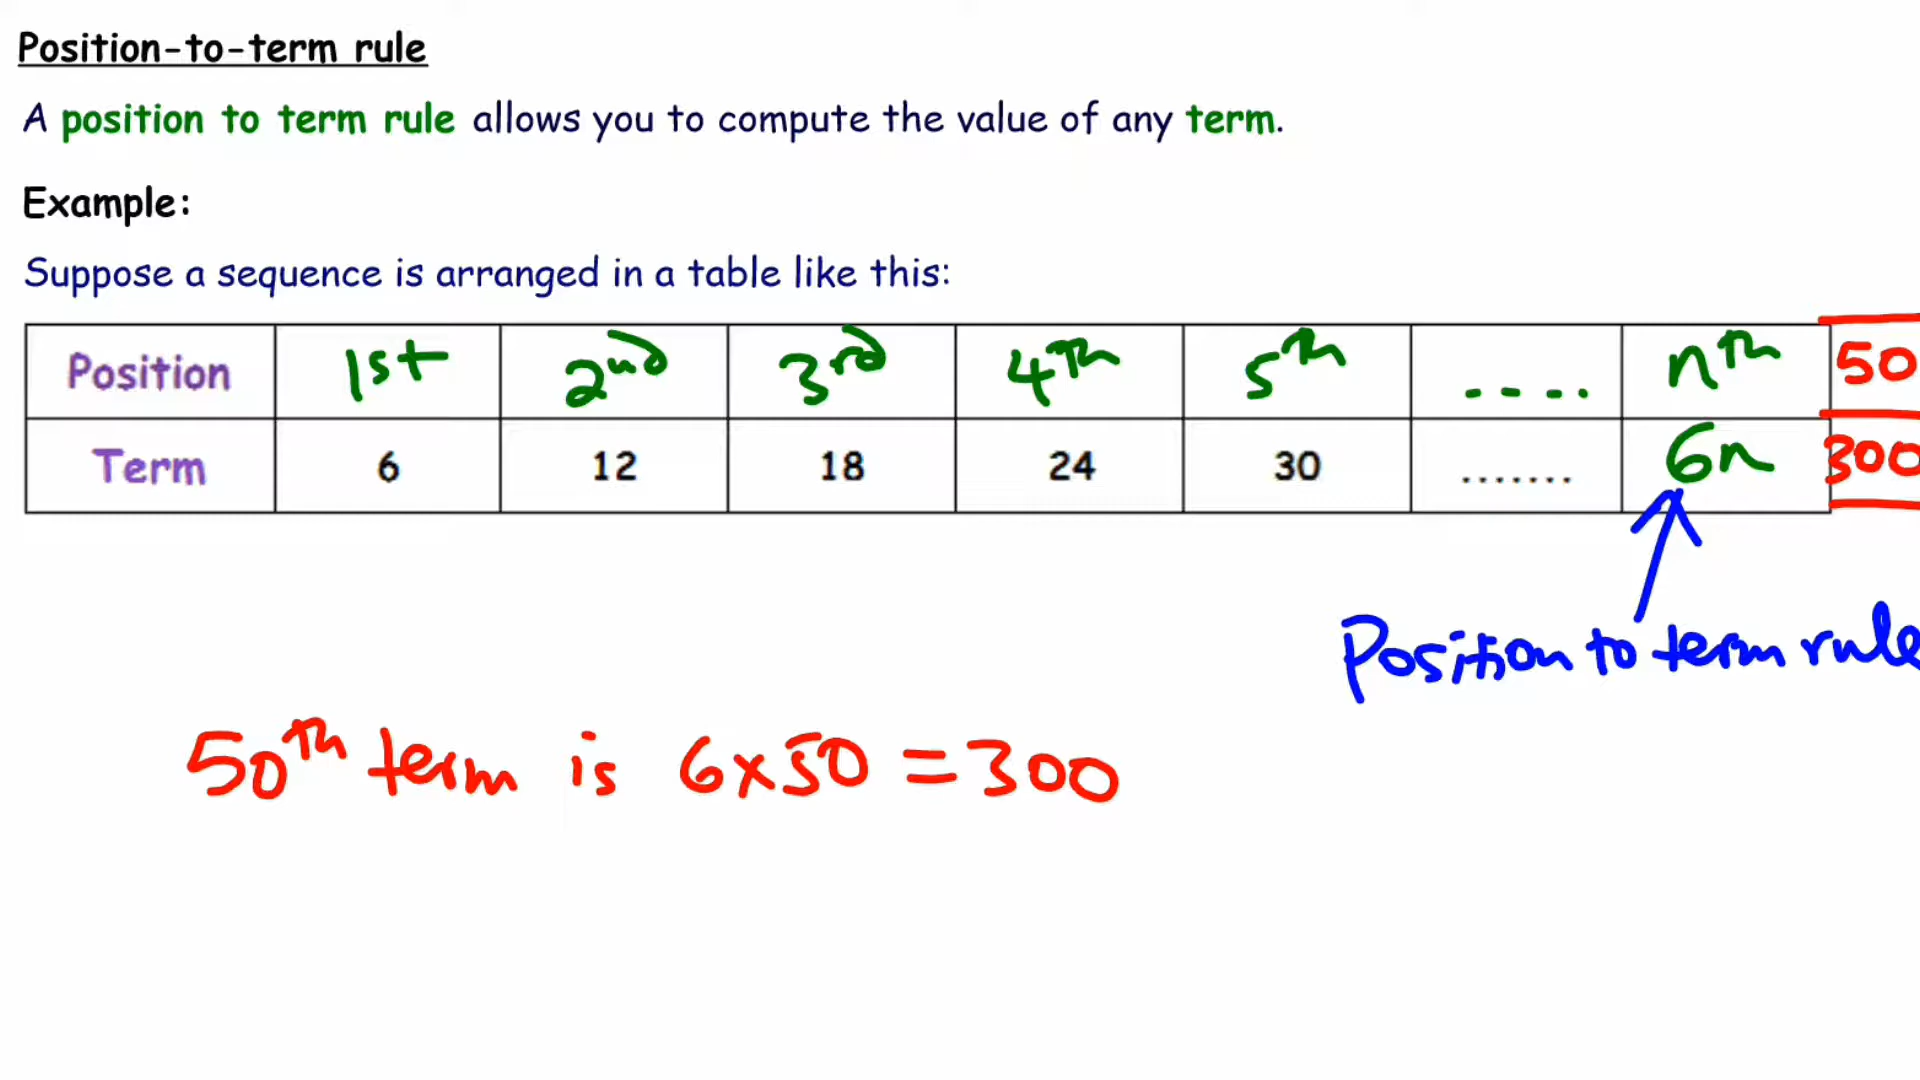 Position-to-term rule
A position to term rule allows you to compute the value of any term.
Example:
Suppose a sequence is arranged in a table like this:
Position 1st 2nd 3rd 4th 5th .... nth 50
Term 6 12 18 24 30 ....... 6n 300
Position to term rule
50th term is 6x50 = 300